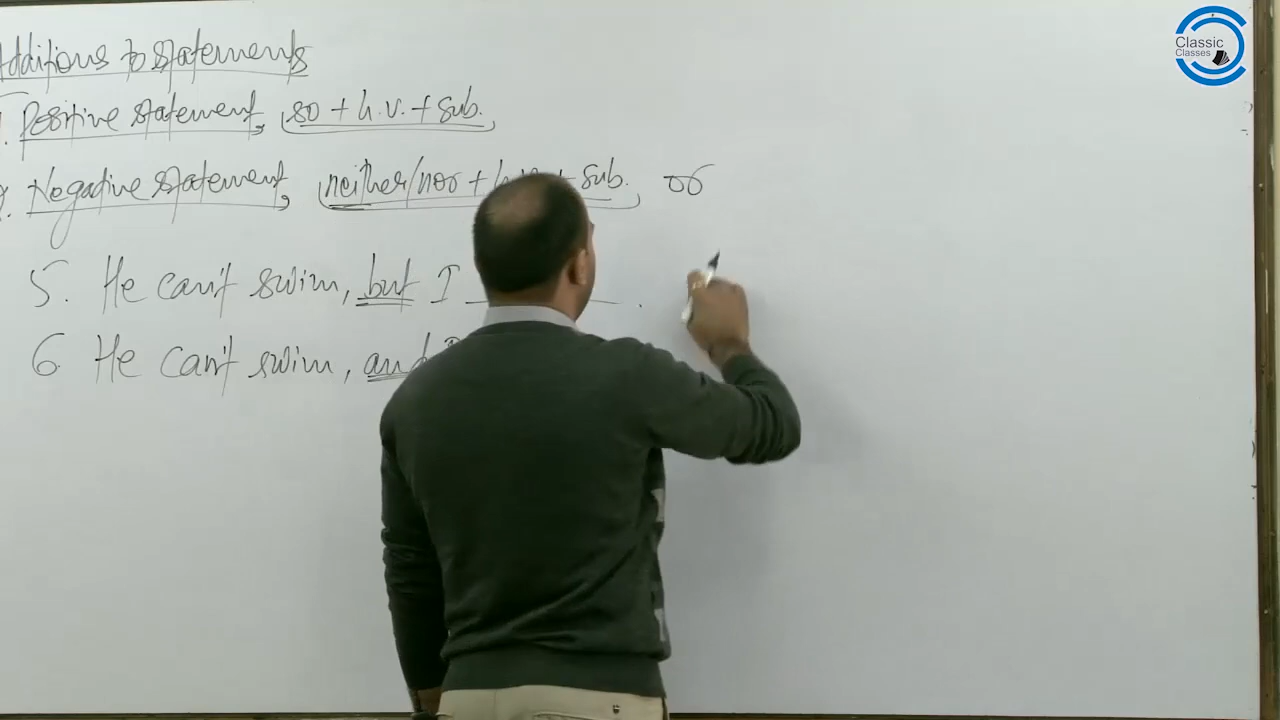 Additions to statements
1. Positive statement, so + h.v. + sub.
2. Negative statement, neither/nor + h.v. + sub. or
5. He can't swim, but I ______.
6. He can't swim, and
Classic
Classes